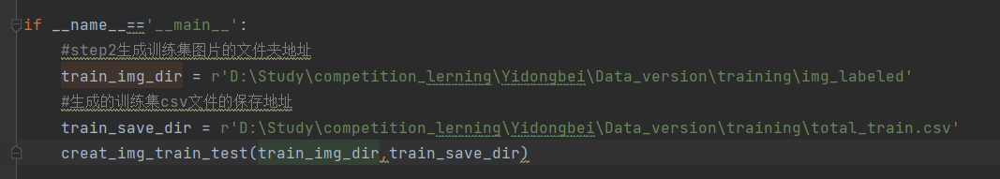 if __name__=='__main__':
#step2生成训练集图片的文件夹地址
train_img_dir = r'D:\Study\competition_lerning\Yidongbei\Data_version\training\img_labeled'
#生成的训练集csv文件的保存地址
train_save_dir = r'D:\Study\competition_lerning\Yidongbei\Data_version\training\total_train.csv'
creat_img_train_test(train_img_dir,train_save_dir)